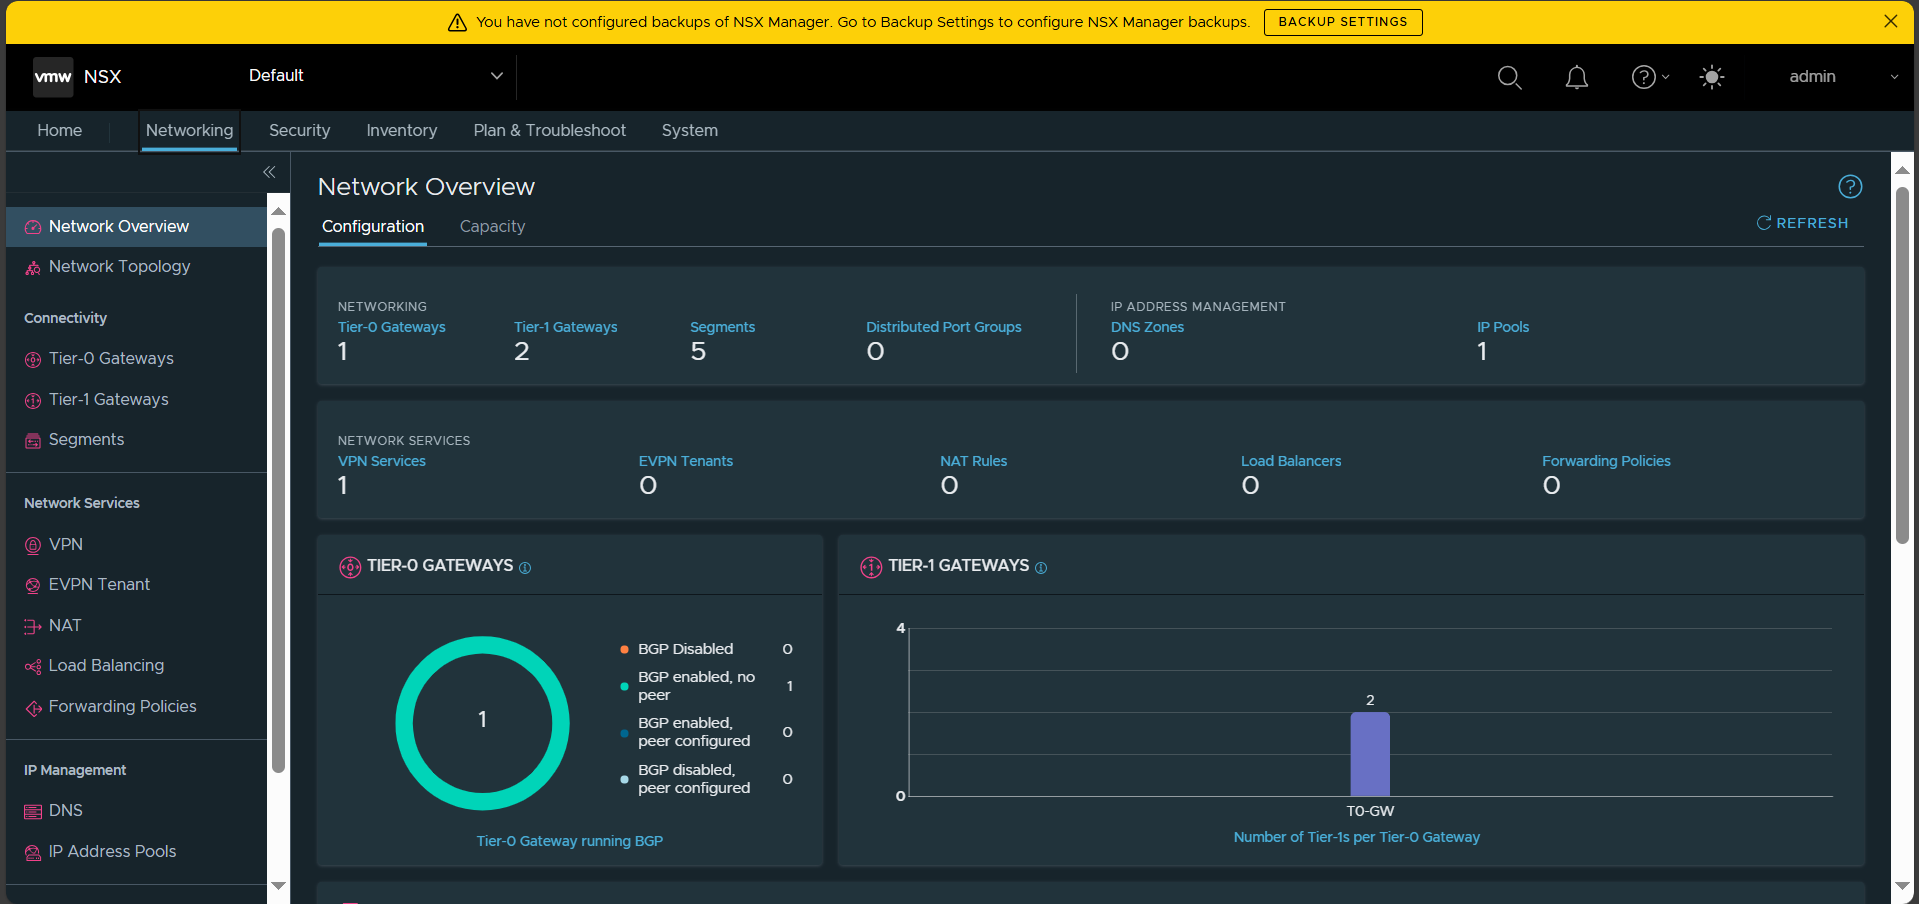 You have not configured backups of NSX Manager. Go to Backup Settings to configure NSX Manager backups. BACKUP SETTINGS
vmw NSX Default admin
Home Networking Security Inventory Plan & Troubleshoot System
Network Overview
Network Topology
Connectivity
Tier-0 Gateways
Tier-1 Gateways
Segments
Network Services
VPN
EVPN Tenant
NAT
Load Balancing
Forwarding Policies
IP Management
DNS
IP Address Pools
Network Overview
Configuration Capacity
REFRESH
NETWORKING
Tier-0 Gateways Tier-1 Gateways Segments Distributed Port Groups
1 2 5 0
IP ADDRESS MANAGEMENT
DNS Zones IP Pools
0 1
NETWORK SERVICES
VPN Services EVPN Tenants NAT Rules Load Balancers Forwarding Policies
1 0 0 0 0
TIER-0 GATEWAYS
1
BGP Disabled 0
BGP enabled, no
peer 1
BGP enabled,
peer configured 0
BGP disabled,
peer configured 0
Tier-0 Gateway running BGP
TIER-1 GATEWAYS
4
2
0
T0-GW
Number of Tier-1s per Tier-0 Gateway